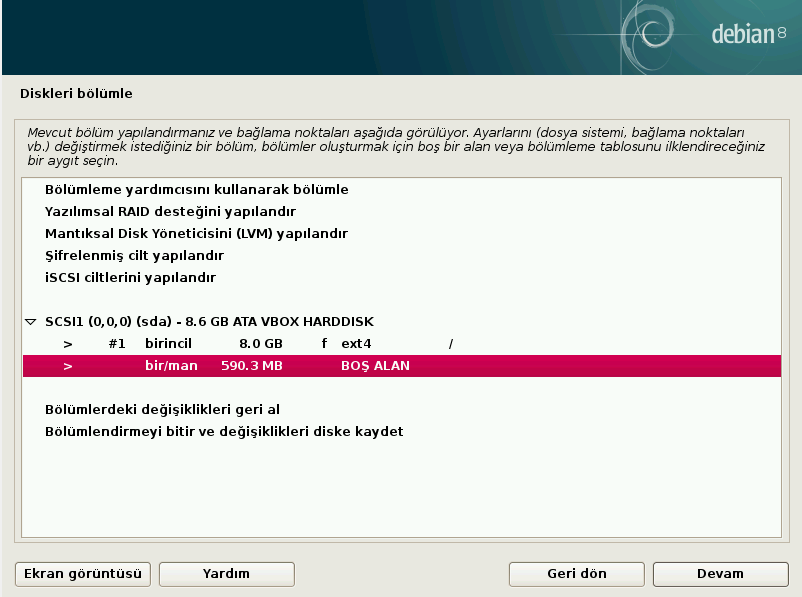 debian 8
Diskleri bölümle
Mevcut bölüm yapılandırmanız ve bağlama noktaları aşağıda görülüyor. Ayarlarını (dosya sistemi, bağlama noktaları
vb.) değiştirmek istediğiniz bir bölüm, bölümler oluşturmak için boş bir alan veya bölümleme tablosunu ilklendireceğiniz
bir aygıt seçin.
Bölümleme yardımcısını kullanarak bölümle
Yazılımsal RAID desteğini yapılandır
Mantıksal Disk Yöneticisini (LVM) yapılandır
Şifrelenmiş cilt yapılandır
iSCSI ciltlerini yapılandır
SCSI1 (0,0,0) (sda) - 8.6 GB ATA VBOX HARDDISK
> #1 birincil 8.0 GB f ext4 /
> bir/man 590.3 MB BOŞ ALAN
Bölümlerdeki değişiklikleri geri al
Bölümlendirmeyi bitir ve değişiklikleri diske kaydet
Ekran görüntüsü Yardım Geri dön Devam